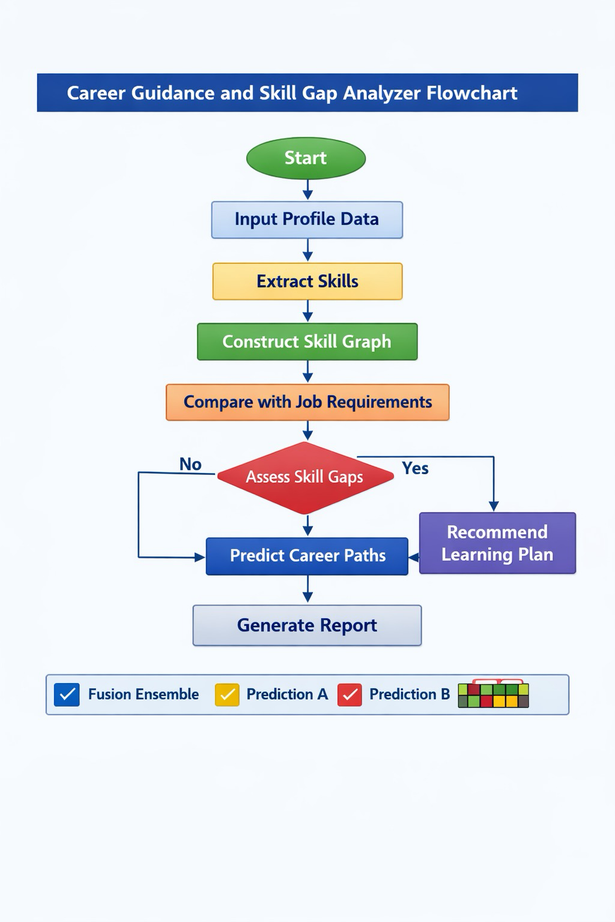 Career Guidance and Skill Gap Analyzer Flowchart
Start
Input Profile Data
Extract Skills
Construct Skill Graph
Compare with Job Requirements
No
Assess Skill Gaps
Yes
Recommend
Learning Plan
Predict Career Paths
Generate Report
Fusion Ensemble
Prediction A
Prediction B